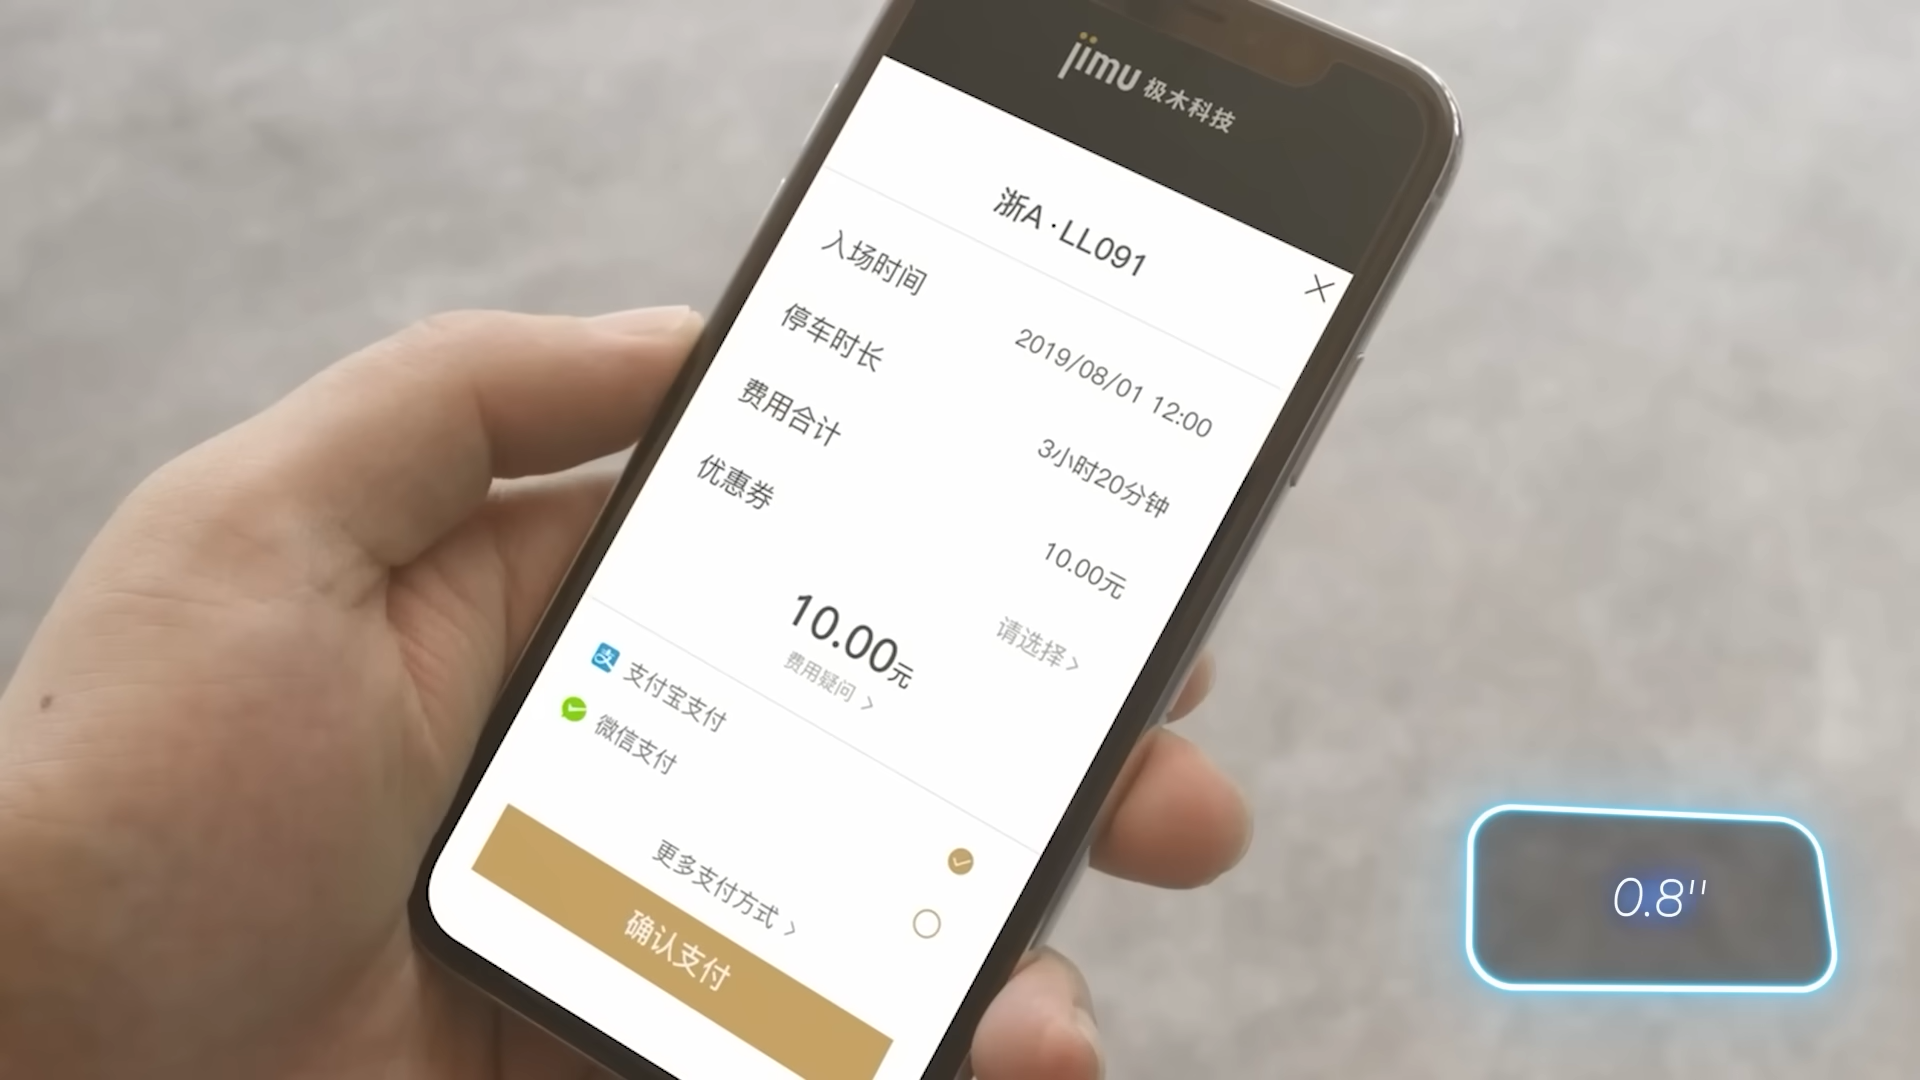 jimu 极木科技
浙A·LL091
入场时间 2019/08/01 12:00
停车时长 3小时20分钟
费用合计 10.00元
优惠券 请选择
10.00元
费用疑问
支付宝支付
微信支付
更多支付方式
确认支付
0.8''